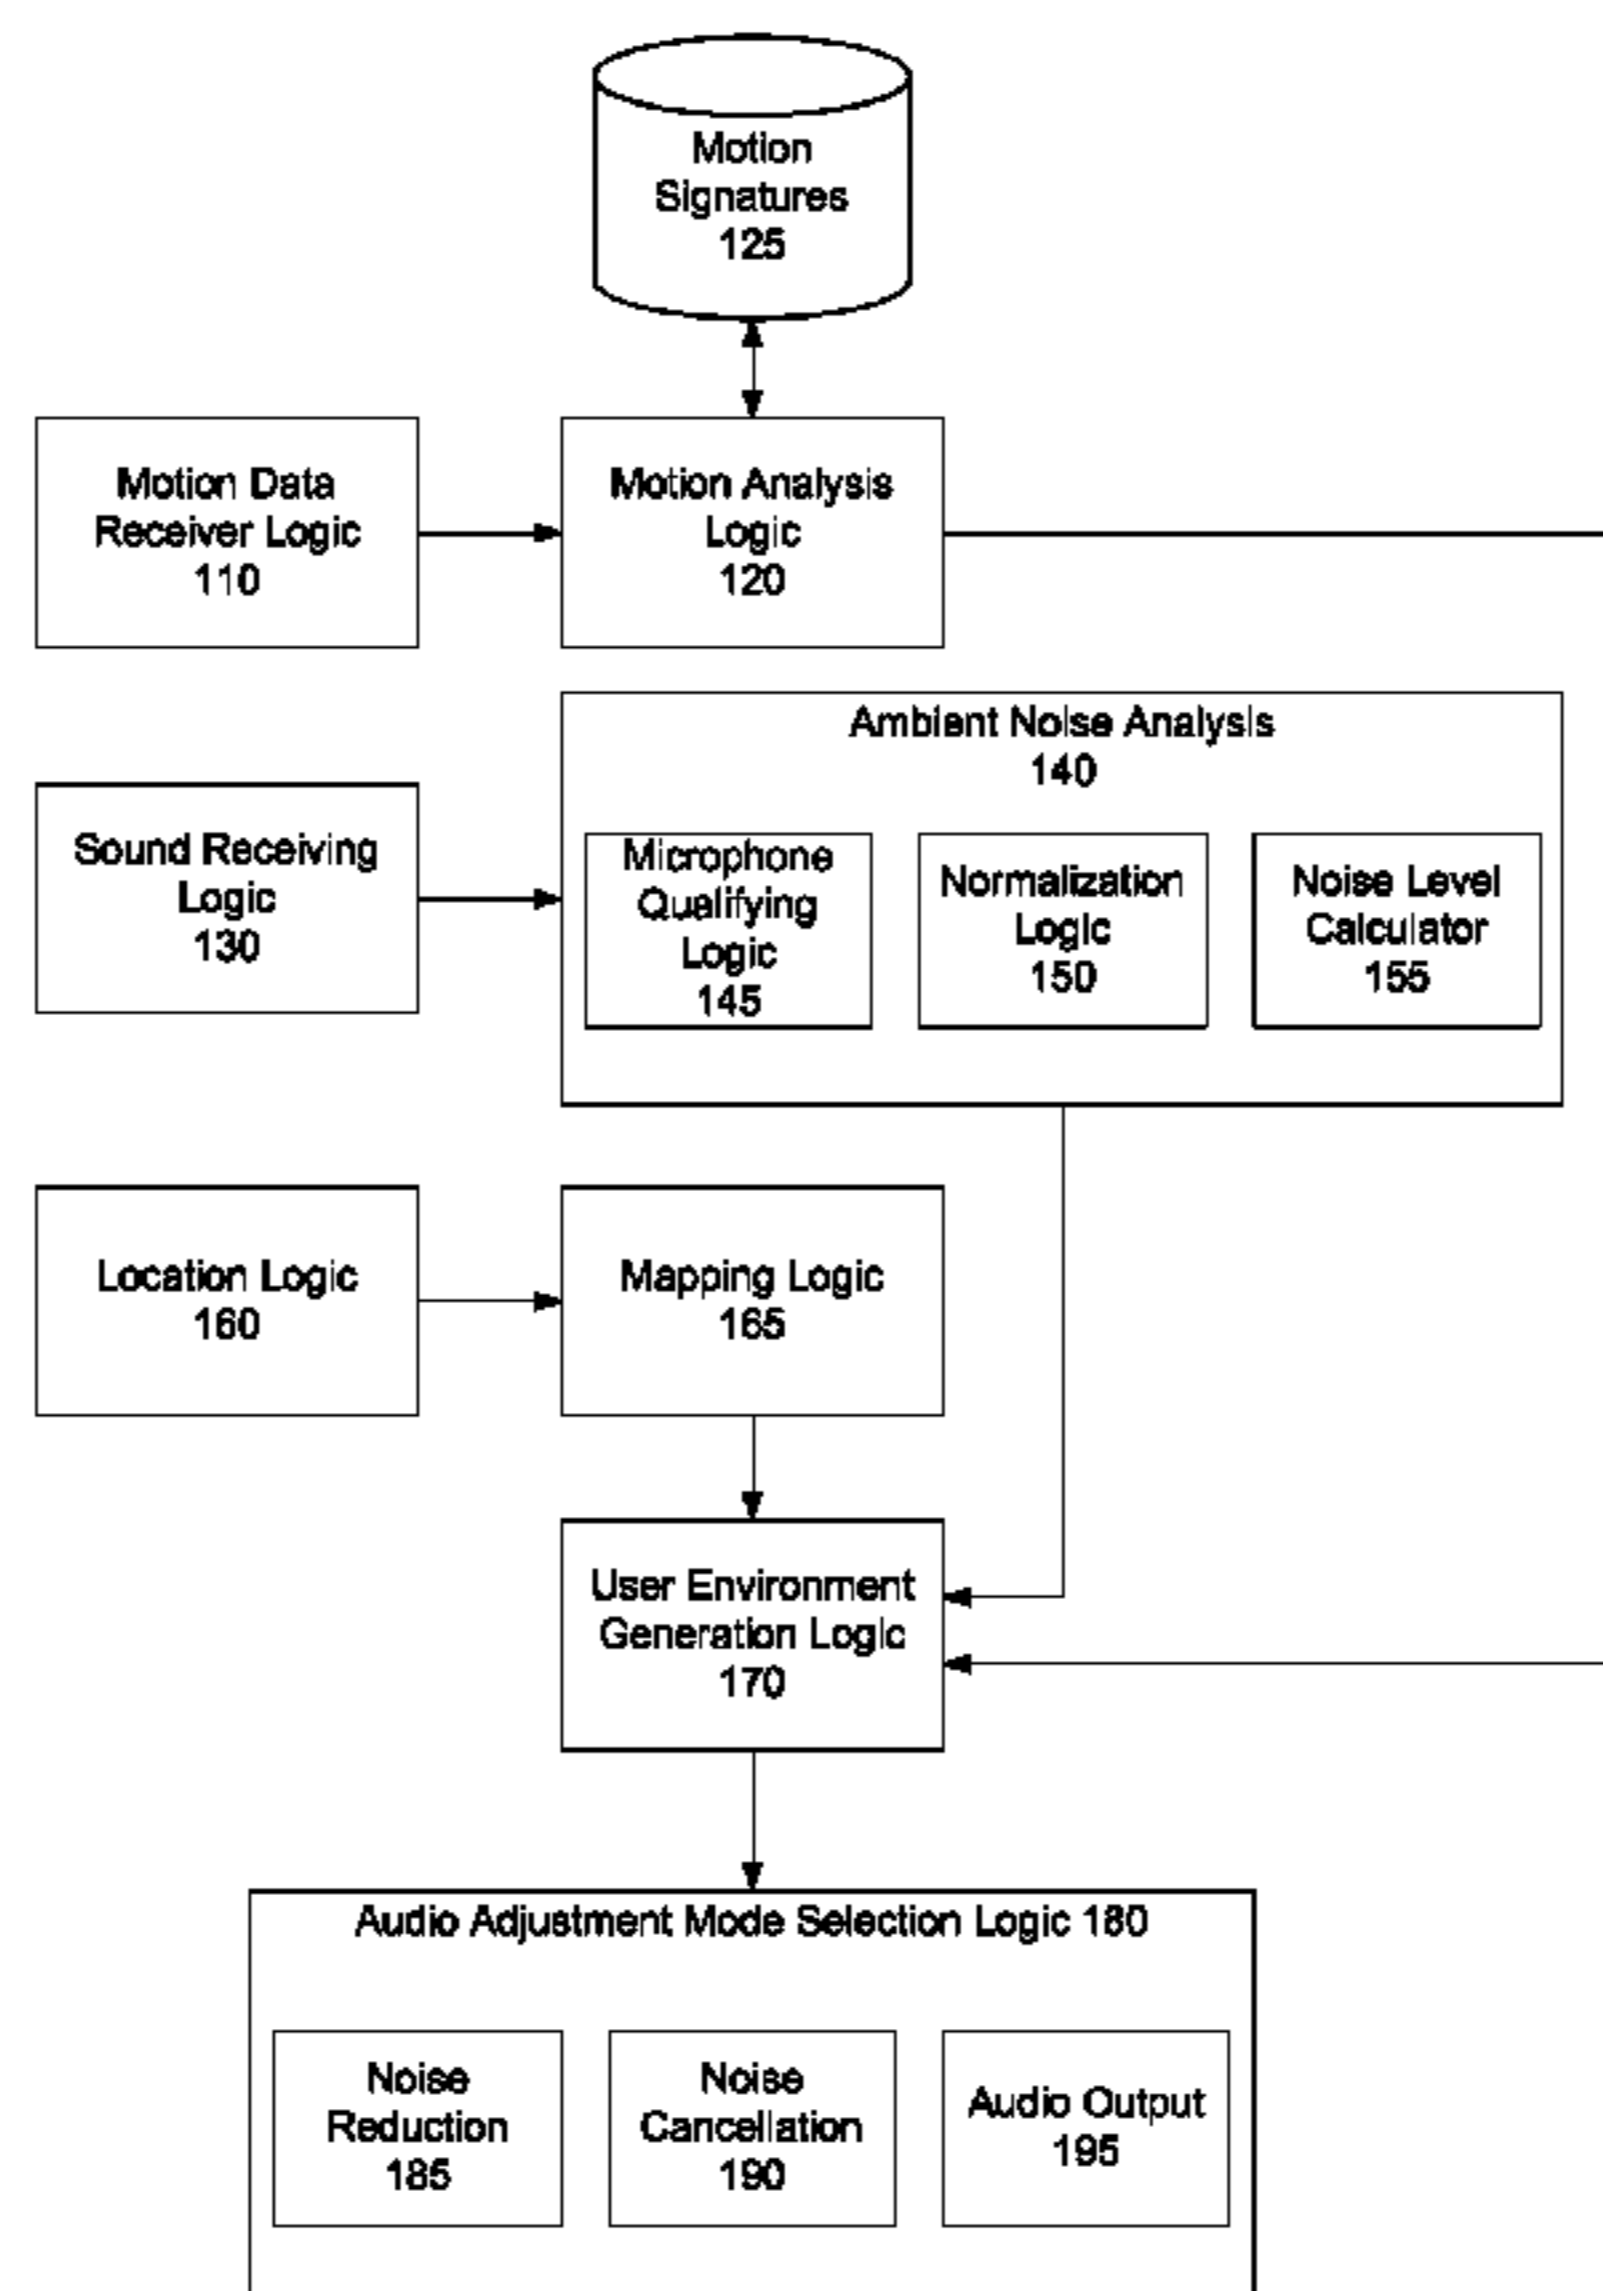 Motion
Signatures
125
Motion Data
Receiver Logic
110
Motion Analysis
Logic
120
Ambient Noise Analysis
140
Sound Receiving
Logic
130
Microphone
Qualifying
Logic
145
Normalization
Logic
150
Noise Level
Calculator
155
Location Logic
160
Mapping Logic
165
User Environment
Generation Logic
170
Audio Adjustment Mode Selection Logic 180
Noise
Reduction
185
Noise
Cancellation
190
Audio Output
195